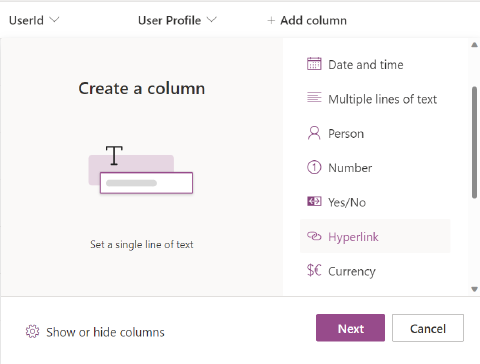 UserId
User Profile
+ Add column
Create a column
Set a single line of text
Date and time
Multiple lines of text
Person
1 Number
Yes/No
Hyperlink
$€ Currency
Show or hide columns
Next
Cancel